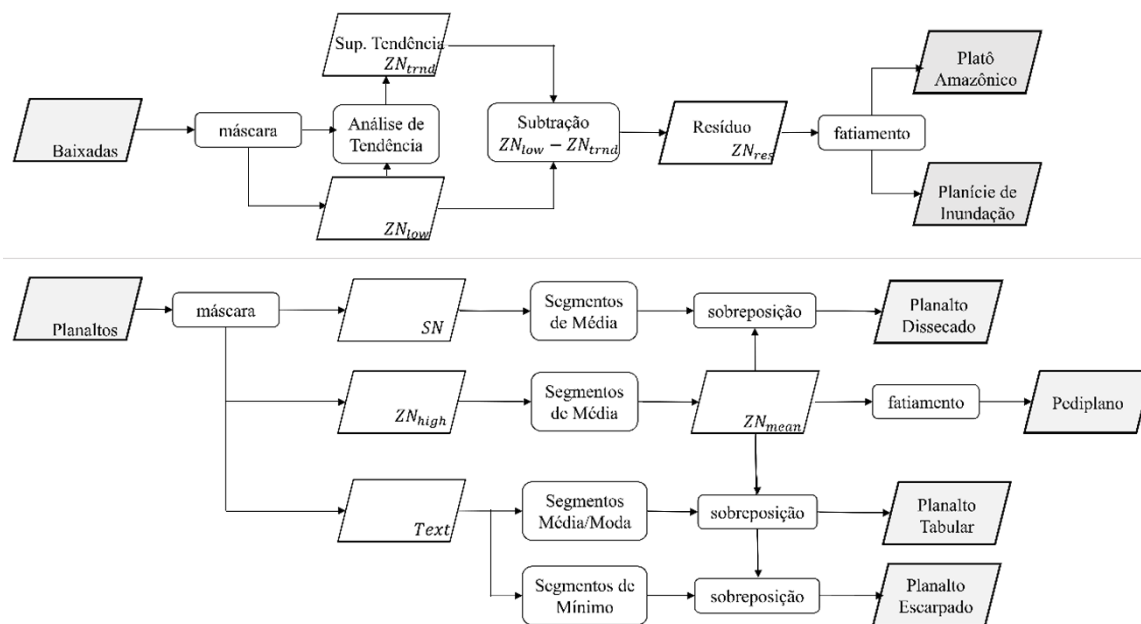 Sup. Tendência
ZN_trnd
Baixadas
máscara
Análise de
Tendência
ZN_low
Subtração
ZN_low − ZN_trnd
Resíduo
ZN_res
fatiamento
Platô
Amazônico
Planície de
Inundação
Planaltos
máscara
SN
Segmentos
de Média
sobreposição
Planalto
Dissecado
ZN_high
Segmentos
de Média
ZN_mean
fatiamento
Pediplano
Text
Segmentos
Média/Moda
sobreposição
Planalto
Tabular
Segmentos de
Mínimo
sobreposição
Planalto
Escarpado